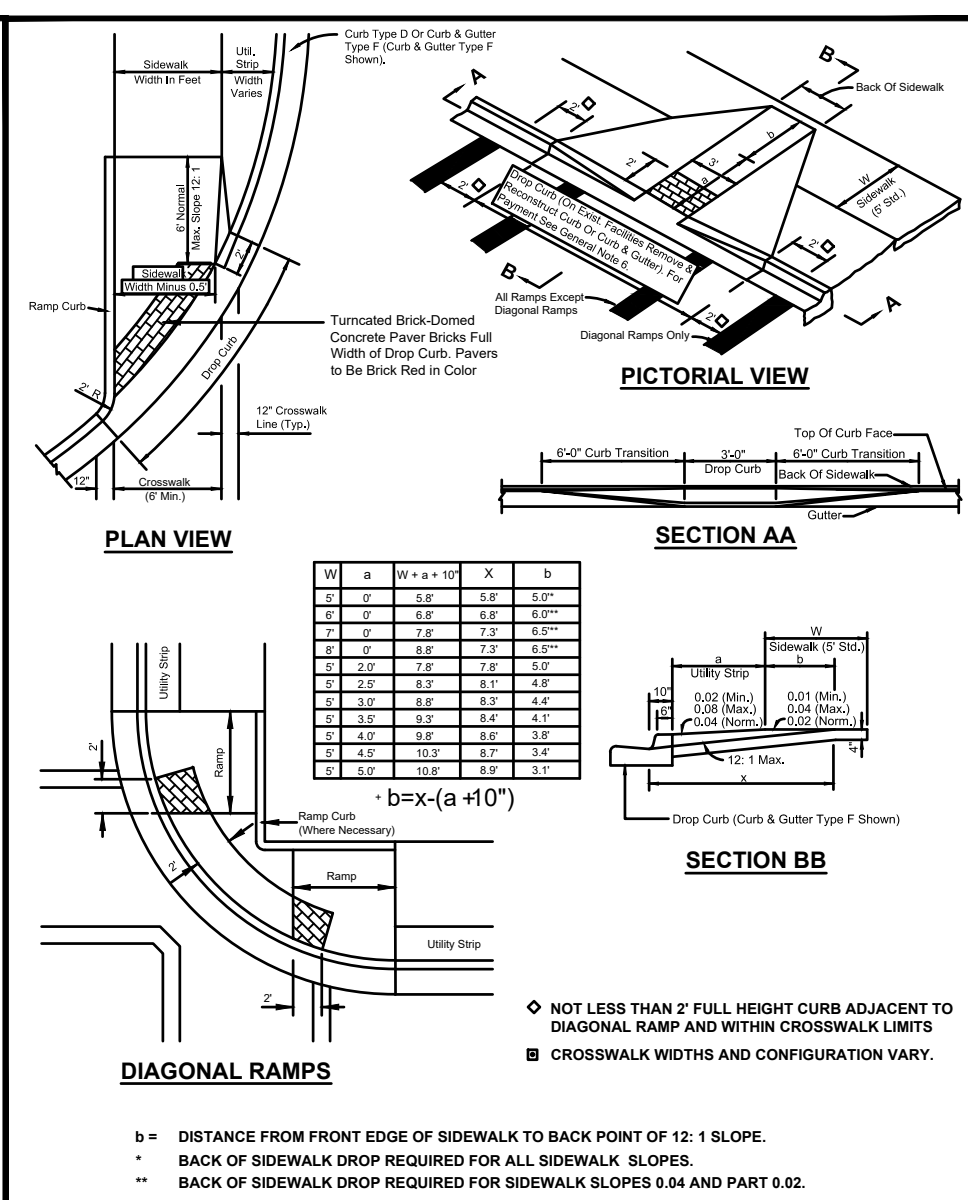 Sidewalk
Width In Feet
Util.
Strip
Width
Varies
Curb Type D Or Curb & Gutter
Type F (Curb & Gutter Type F
Shown).
6' Normal
Max. Slope 12: 1
2'
Sidewalk
Width Minus 0.5'
Ramp Curb
Drop Curb
Turncated Brick-Domed
Concrete Paver Bricks Full
Width of Drop Curb. Pavers
to Be Brick Red in Color
2' R
12" Crosswalk
Line (Typ.)
12"
Crosswalk
(6' Min.)
PLAN VIEW
B
Back Of Sidewalk
A
2'
b
2'
3'
a
W
Sidewalk
(5' Std.)
2'
Drop Curb (On Exist. Facilities Remove &
Reconstruct Curb Or Curb & Gutter). For
Payment See General Note 6.
2'
B
A
All Ramps Except
Diagonal Ramps
2'
Diagonal Ramps Only
PICTORIAL VIEW
Top Of Curb Face
6'-0" Curb Transition
3'-0"
6'-0" Curb Transition
Drop Curb
Back Of Sidewalk
Gutter
SECTION AA
W a W + a + 10" X b
5' 0' 5.8' 5.8' 5.0'*
6' 0' 6.8' 6.8' 6.0'**
7' 0' 7.8' 7.3' 6.5'**
8' 0' 8.8' 7.3' 6.5'**
5' 2.0' 7.8' 7.8' 5.0'
5' 2.5' 8.3' 8.1' 4.8'
5' 3.0' 8.8' 8.3' 4.4'
5' 3.5' 9.3' 8.4' 4.1'
5' 4.0' 9.8' 8.6' 3.8'
5' 4.5' 10.3' 8.7' 3.4'
5' 5.0' 10.8' 8.9' 3.1'
+ b=x-(a +10")
W
Sidewalk (5' Std.)
a
b
Utility Strip
10"
6"
0.02 (Min.)
0.08 (Max.)
0.04 (Norm.)
0.01 (Min.)
0.04 (Max.)
0.02 (Norm.)
4"
12: 1 Max.
x
Drop Curb (Curb & Gutter Type F Shown)
SECTION BB
Utility Strip
2'
Ramp
Ramp Curb
(Where Necessary)
2'
Ramp
Utility Strip
2'
DIAGONAL RAMPS
◇ NOT LESS THAN 2' FULL HEIGHT CURB ADJACENT TO
DIAGONAL RAMP AND WITHIN CROSSWALK LIMITS
CROSSWALK WIDTHS AND CONFIGURATION VARY.
b = DISTANCE FROM FRONT EDGE OF SIDEWALK TO BACK POINT OF 12: 1 SLOPE.
* BACK OF SIDEWALK DROP REQUIRED FOR ALL SIDEWALK SLOPES.
** BACK OF SIDEWALK DROP REQUIRED FOR SIDEWALK SLOPES 0.04 AND PART 0.02.